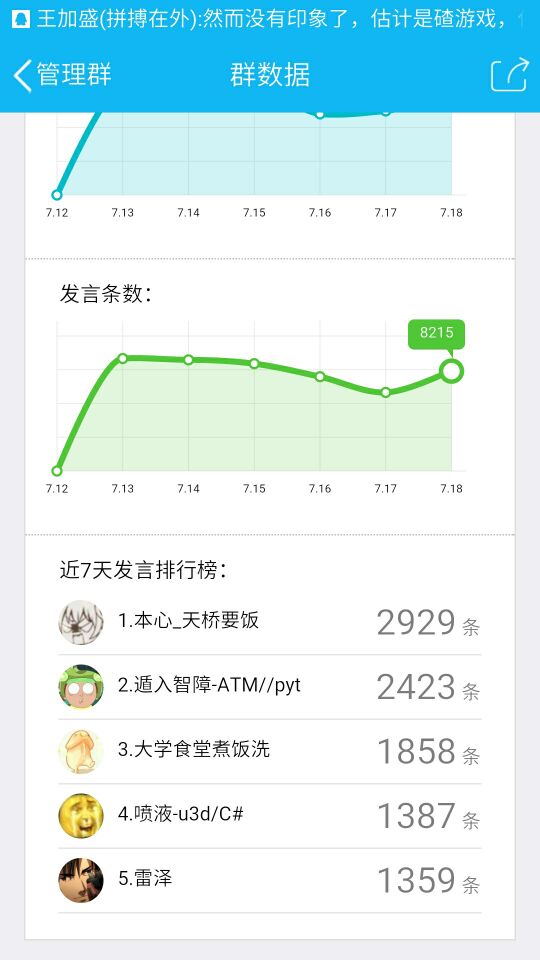 王加盛(拼搏在外):然而没有印象了，估计是碴游戏，
管理群
群数据
7.12 7.13 7.14 7.15 7.16 7.17 7.18
发言条数：
8215
7.12 7.13 7.14 7.15 7.16 7.17 7.18
近7天发言排行榜：
1.本心_天桥要饭 2929 条
2.遁入智障-ATM//pyt 2423 条
3.大学食堂煮饭洗 1858 条
4.喷液-u3d/C# 1387 条
5.雷泽 1359 条